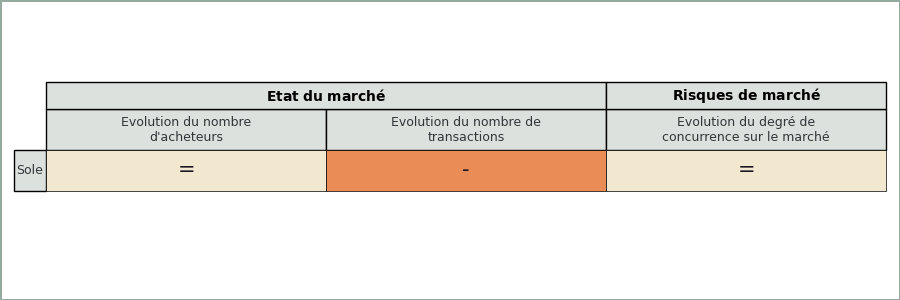 Etat du marché
Risques de marché
Evolution du nombre
d'acheteurs
Evolution du nombre de
transactions
Evolution du degré de
concurrence sur le marché
Sole
=
-
=